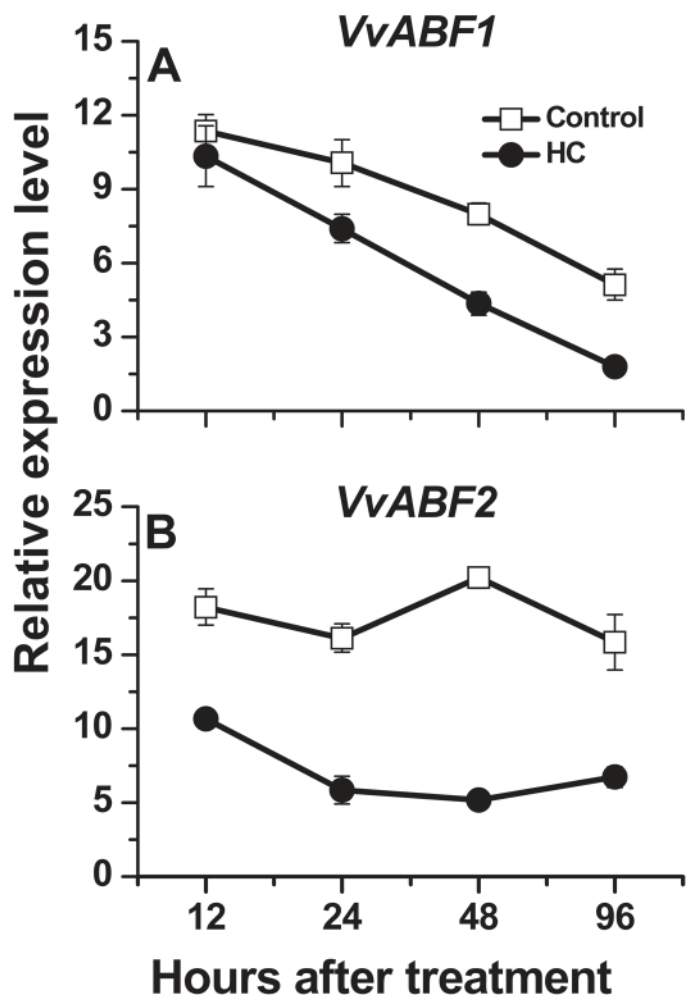 VvABF1
A
Control
HC
15
12
9
6
3
0
Relative expression level
VvABF2
B
25
20
15
10
5
0
12 24 48 96
Hours after treatment